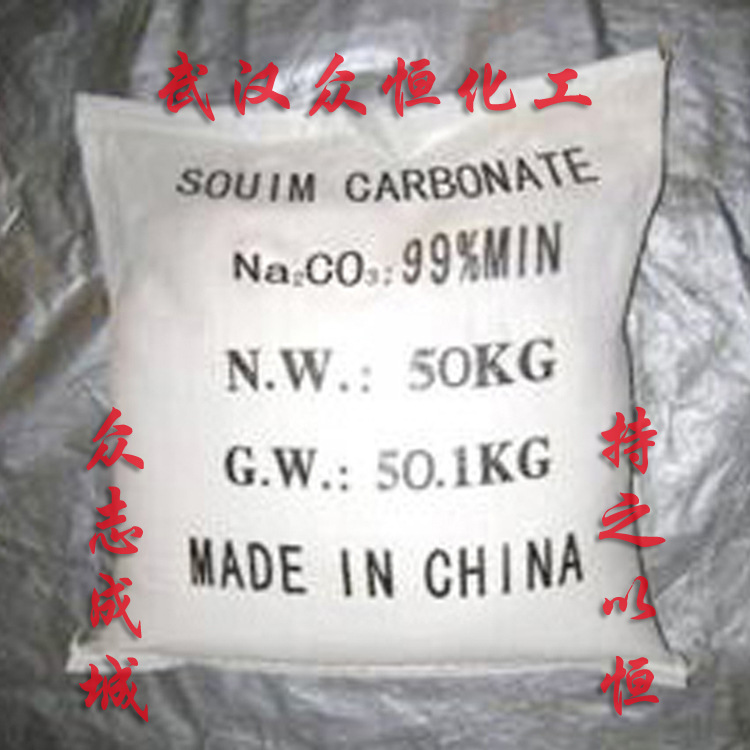 武汉众恒化工
SOUIM CARBONATE
Na₂CO₃:99%MIN
N.W.: 50KG
G.W.: 50.1KG
MADE IN CHINA
众志成城
持之以恒